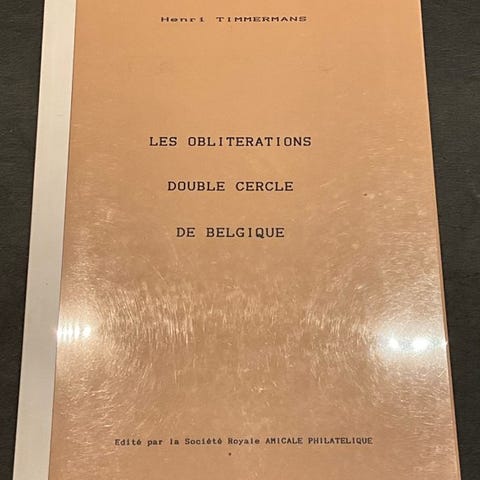 Henri TIMMERMANS
LES OBLITERATIONS
DOUBLE CERCLE
DE BELGIQUE
Edité par la Société Royale AMICALE PHILATELIQUE